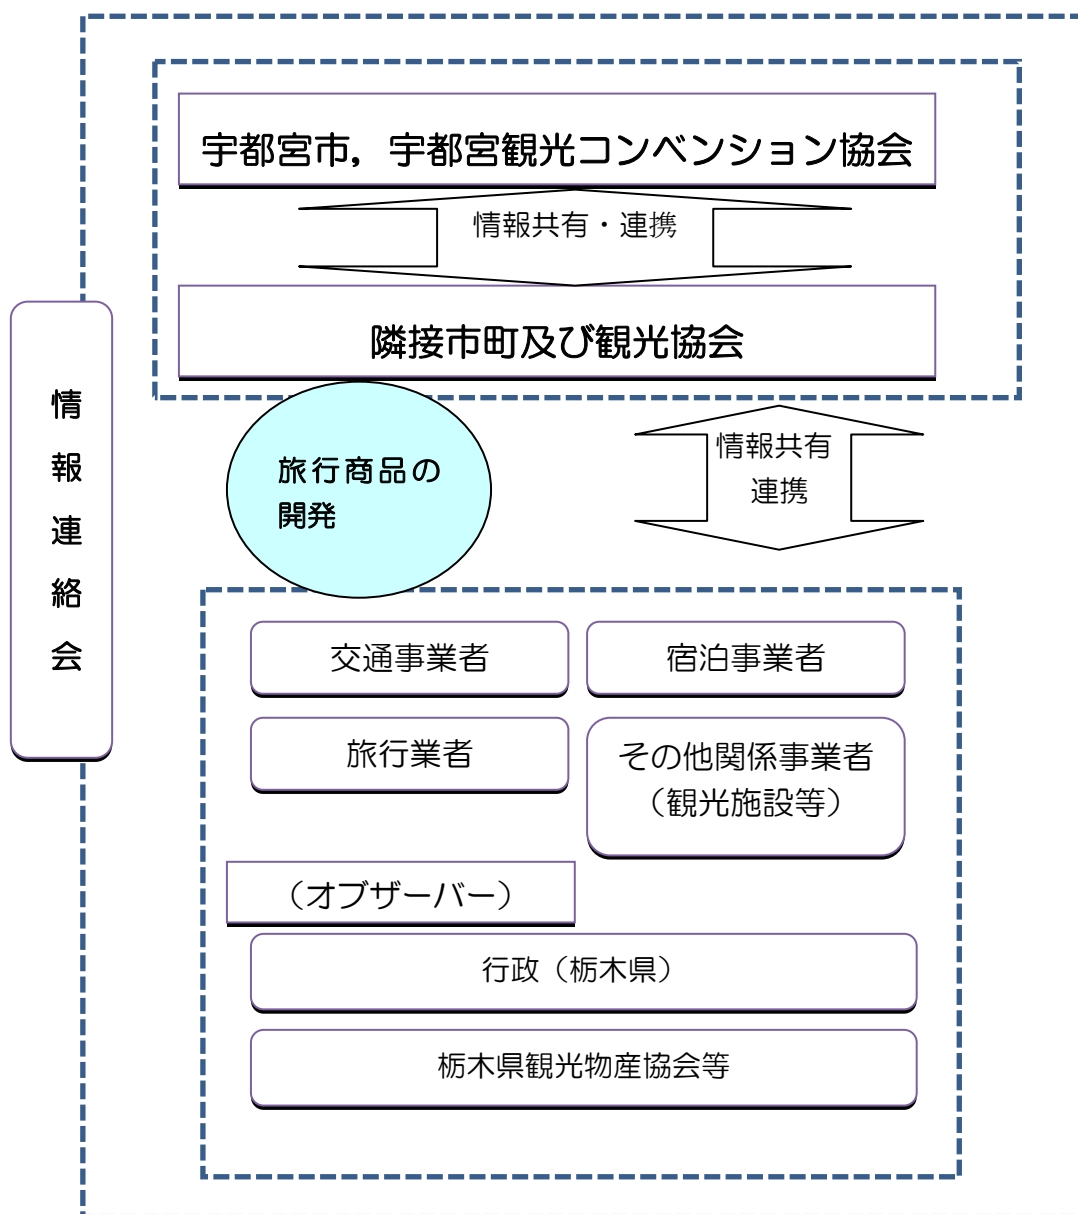 宇都宮市，宇都宮観光コンベンション協会
情報共有・連携
隣接市町及び観光協会
情報連絡会
旅行商品の
開発
情報共有
連携
交通事業者
宿泊事業者
旅行業者
その他関係事業者
（観光施設等）
（オブザーバー）
行政（栃木県）
栃木県観光物産協会等